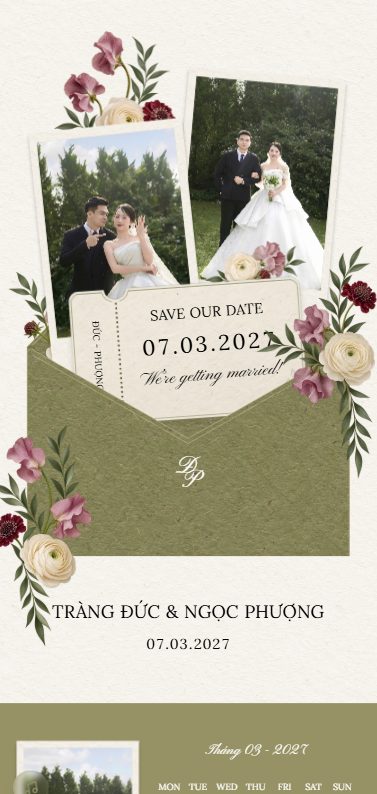 SAVE OUR DATE
ĐỨC - PHƯỢNG
07.03.2027
We're getting married!
ĐP
TRÀNG ĐỨC & NGỌC PHƯỢNG
07.03.2027
Tháng 03 - 2027
MON TUE WED THU FRI SAT SUN